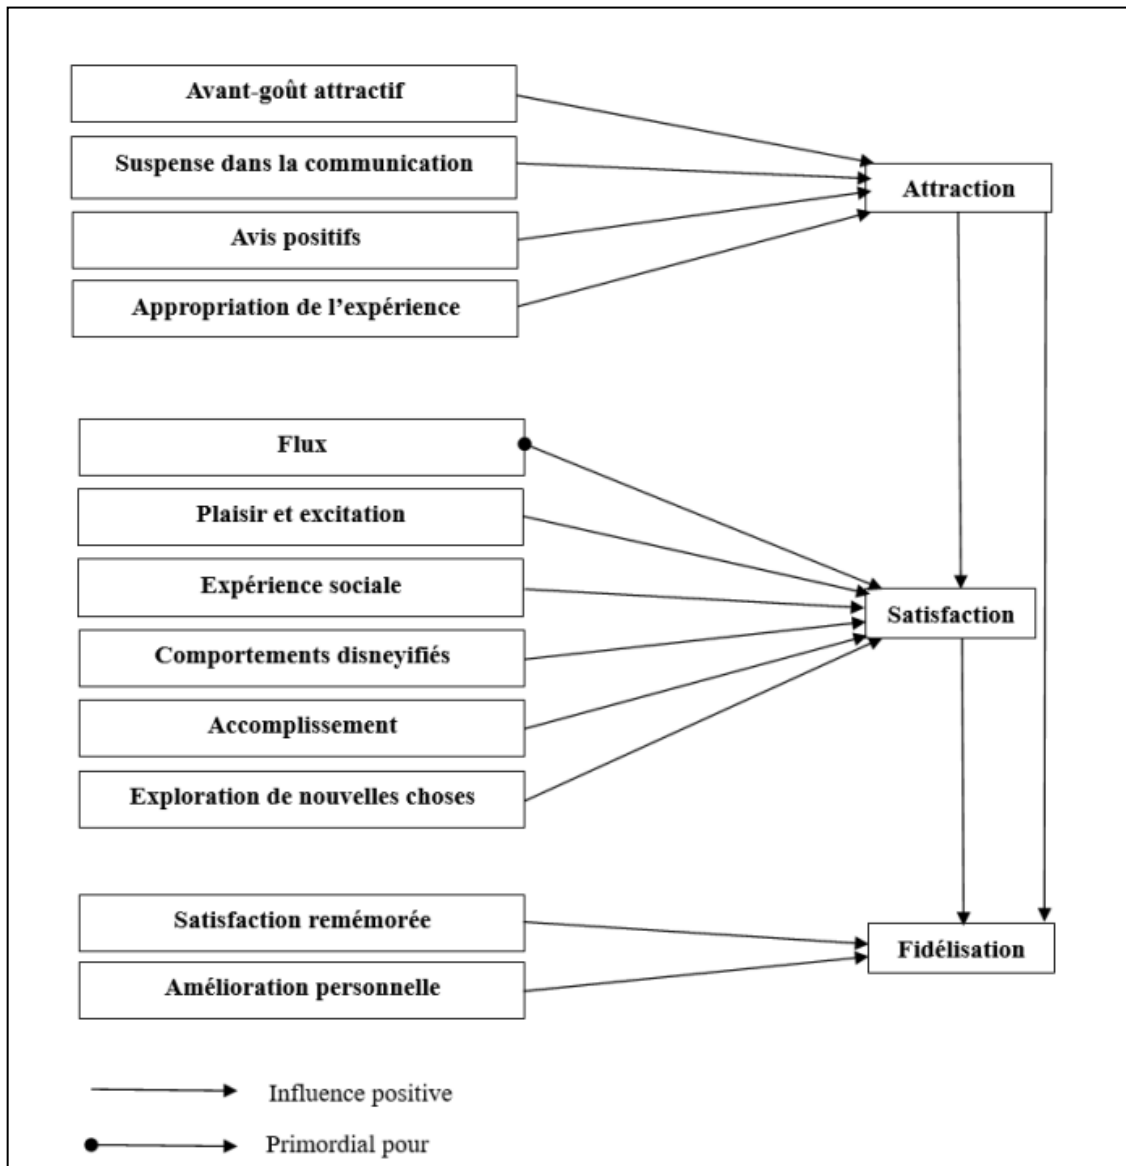 Avant-goût attractif
Suspense dans la communication
Attraction
Avis positifs
Appropriation de l’expérience
Flux
Plaisir et excitation
Expérience sociale
Satisfaction
Comportements disneyifiés
Accomplissement
Exploration de nouvelles choses
Satisfaction remémorée
Fidélisation
Amélioration personnelle
Influence positive
Primordial pour